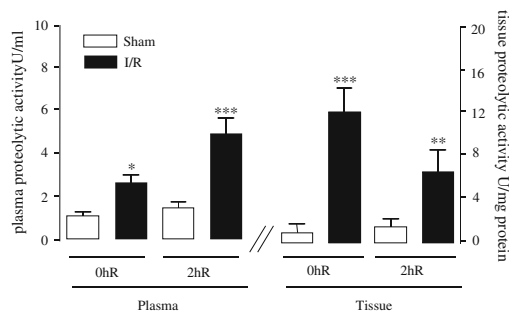 plasma proteolytic activityU/ml
10
8
6
4
2
0
Sham
I/R
*
***
***
**
20
16
12
8
4
0
tissue proteolytic activity U/mg protein
0hR
2hR
0hR
2hR
Plasma
Tissue